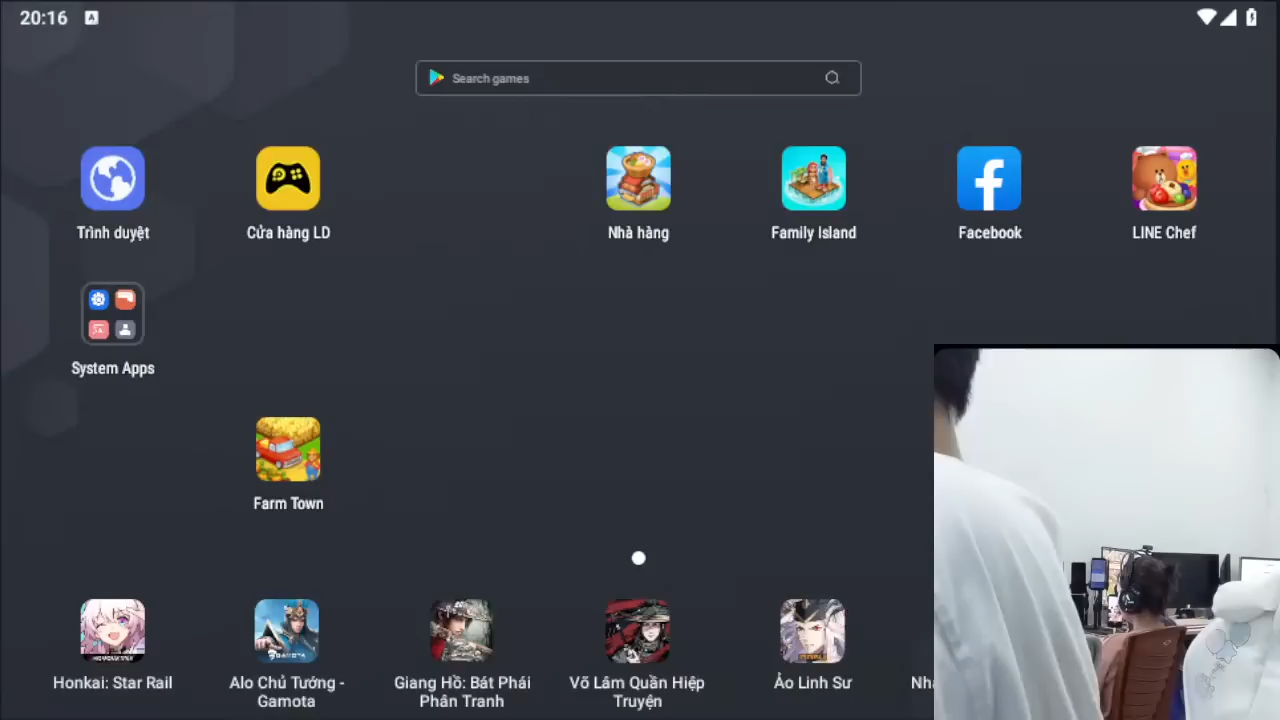 20:16
Search games
Trình duyệt
Cửa hàng LD
Nhà hàng
Family Island
Facebook
LINE Chef
System Apps
Farm Town
Honkai: Star Rail
Alo Chủ Tướng -
Gamota
Giang Hồ: Bát Phái
Phân Tranh
Võ Lâm Quần Hiệp
Truyện
Ảo Linh Sư